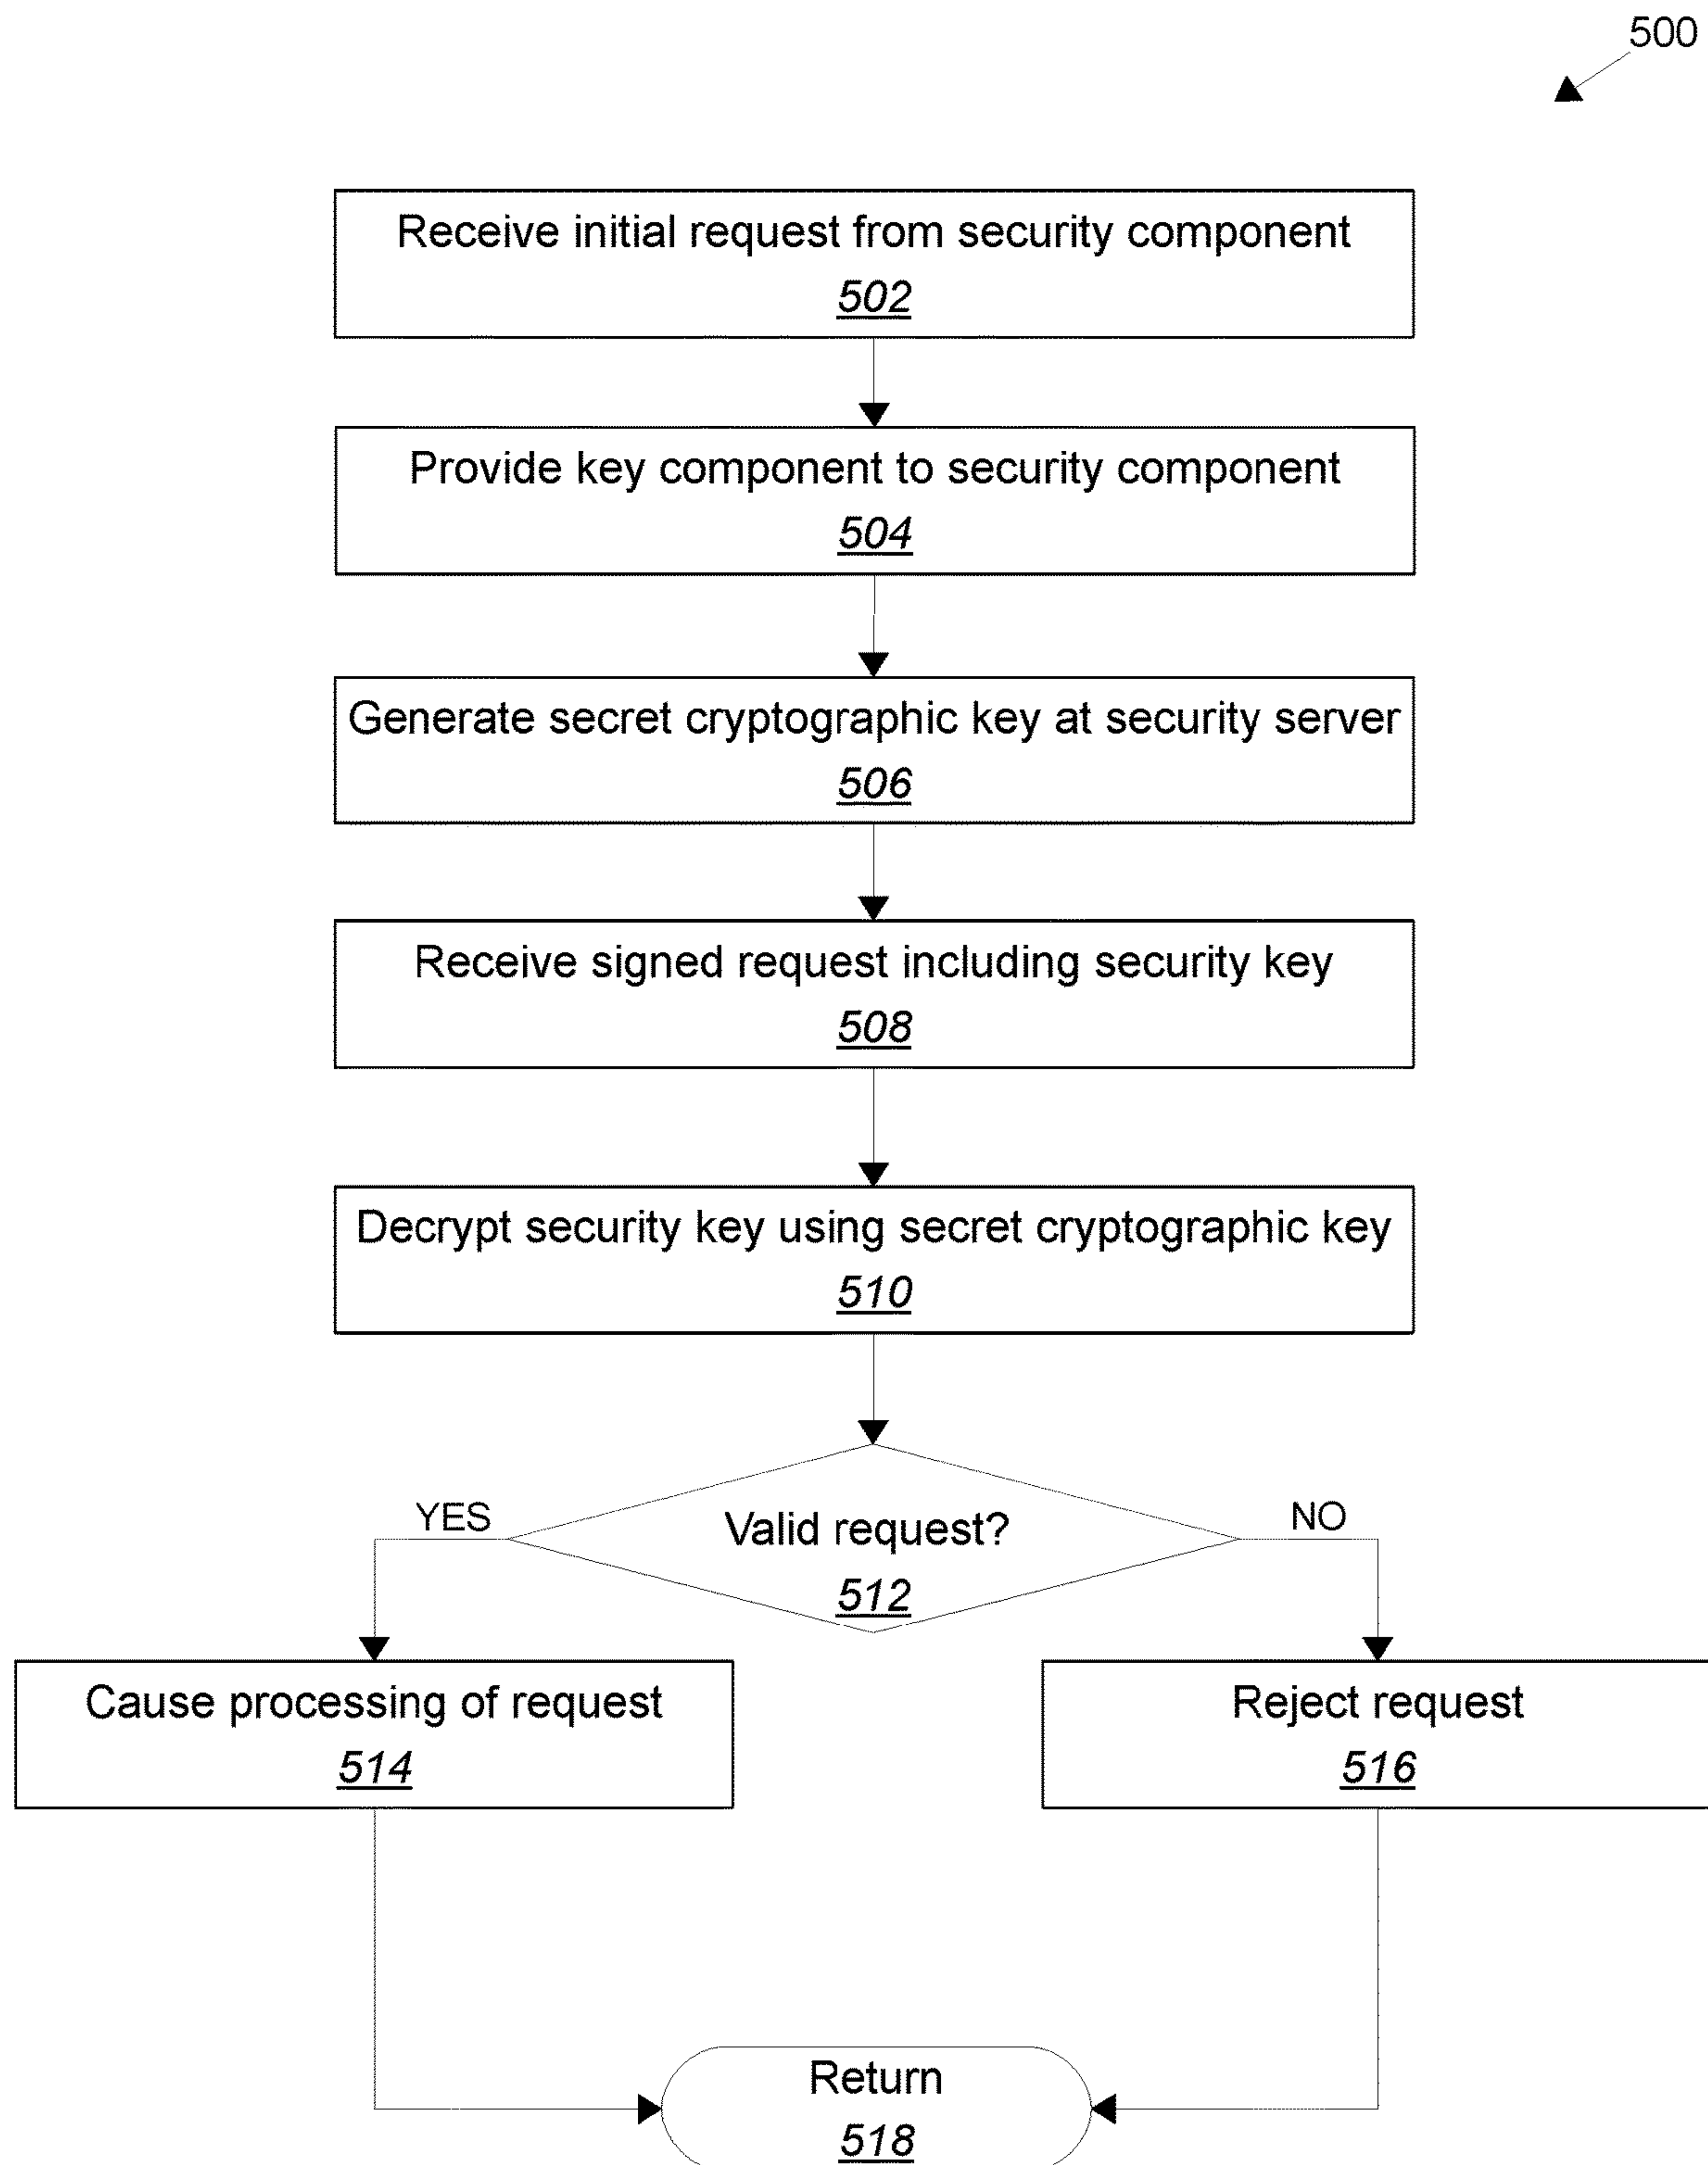 500
Receive initial request from security component
502
Provide key component to security component
504
Generate secret cryptographic key at security server
506
Receive signed request including security key
508
Decrypt security key using secret cryptographic key
510
YES
NO
Valid request?
512
Cause processing of request
514
Reject request
516
Return
518